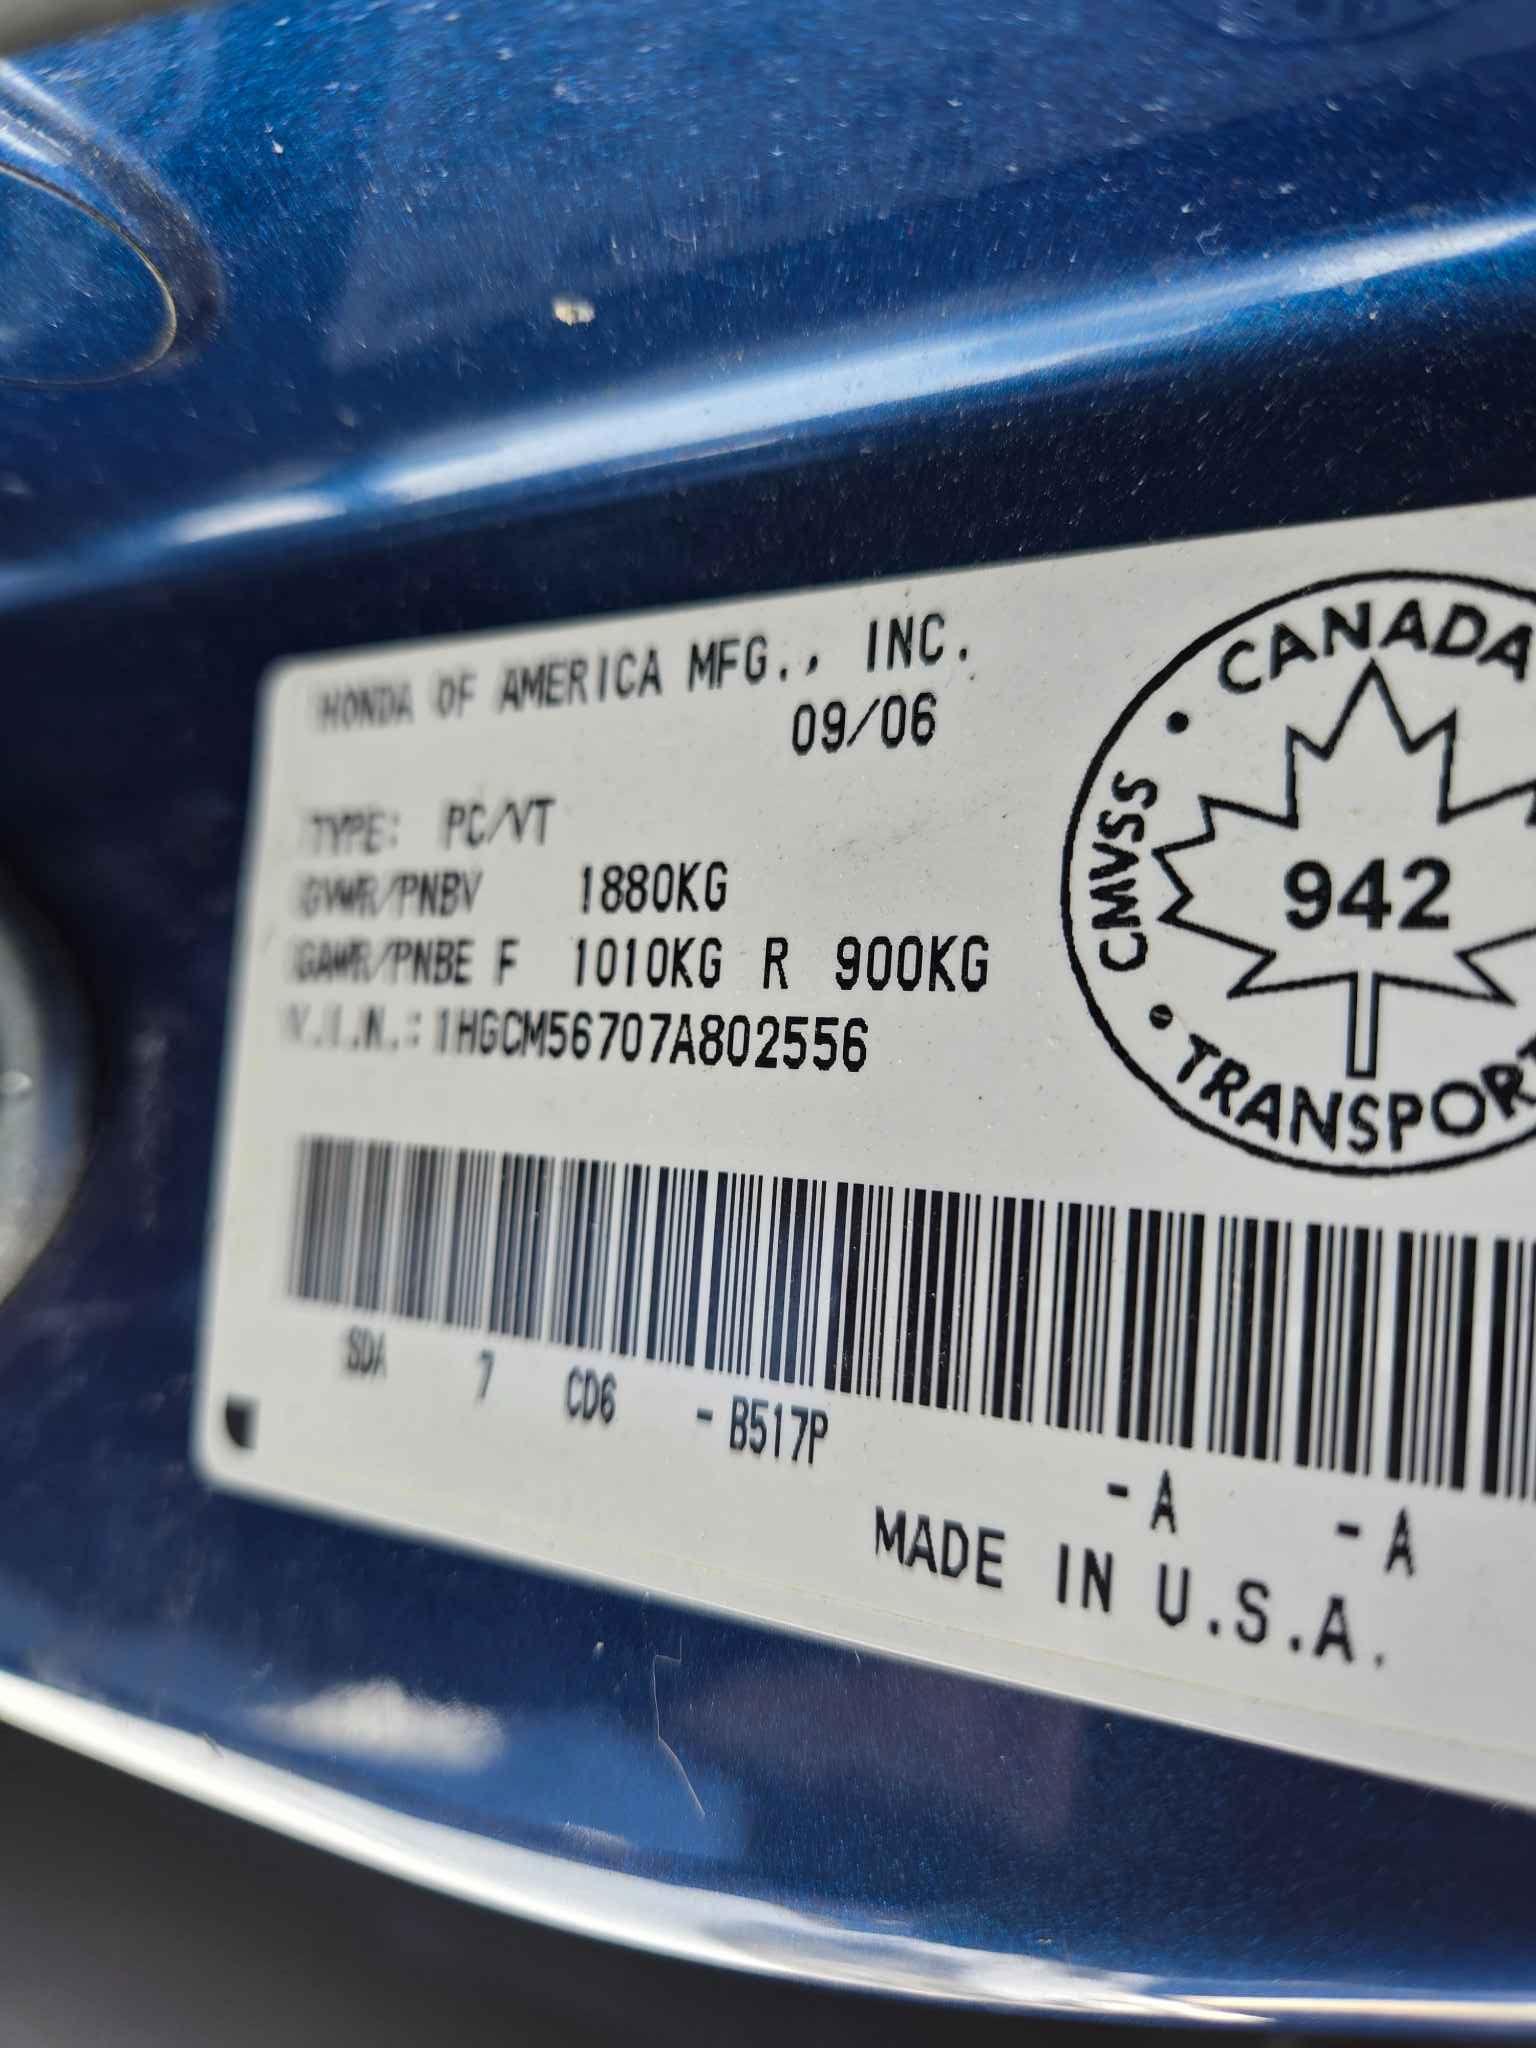 HONDA OF AMERICA MFG., INC.
09/06
TYPE: PC/VT
GVWR/PNBV 1880KG
GAWR/PNBE F 1010KG R 900KG
V.I.N.: 1HGCM56707A802556
CANADA
CMVSS
942
TRANSPORT
SDA 7 CD6 - B517P - A - A
MADE IN U.S.A.